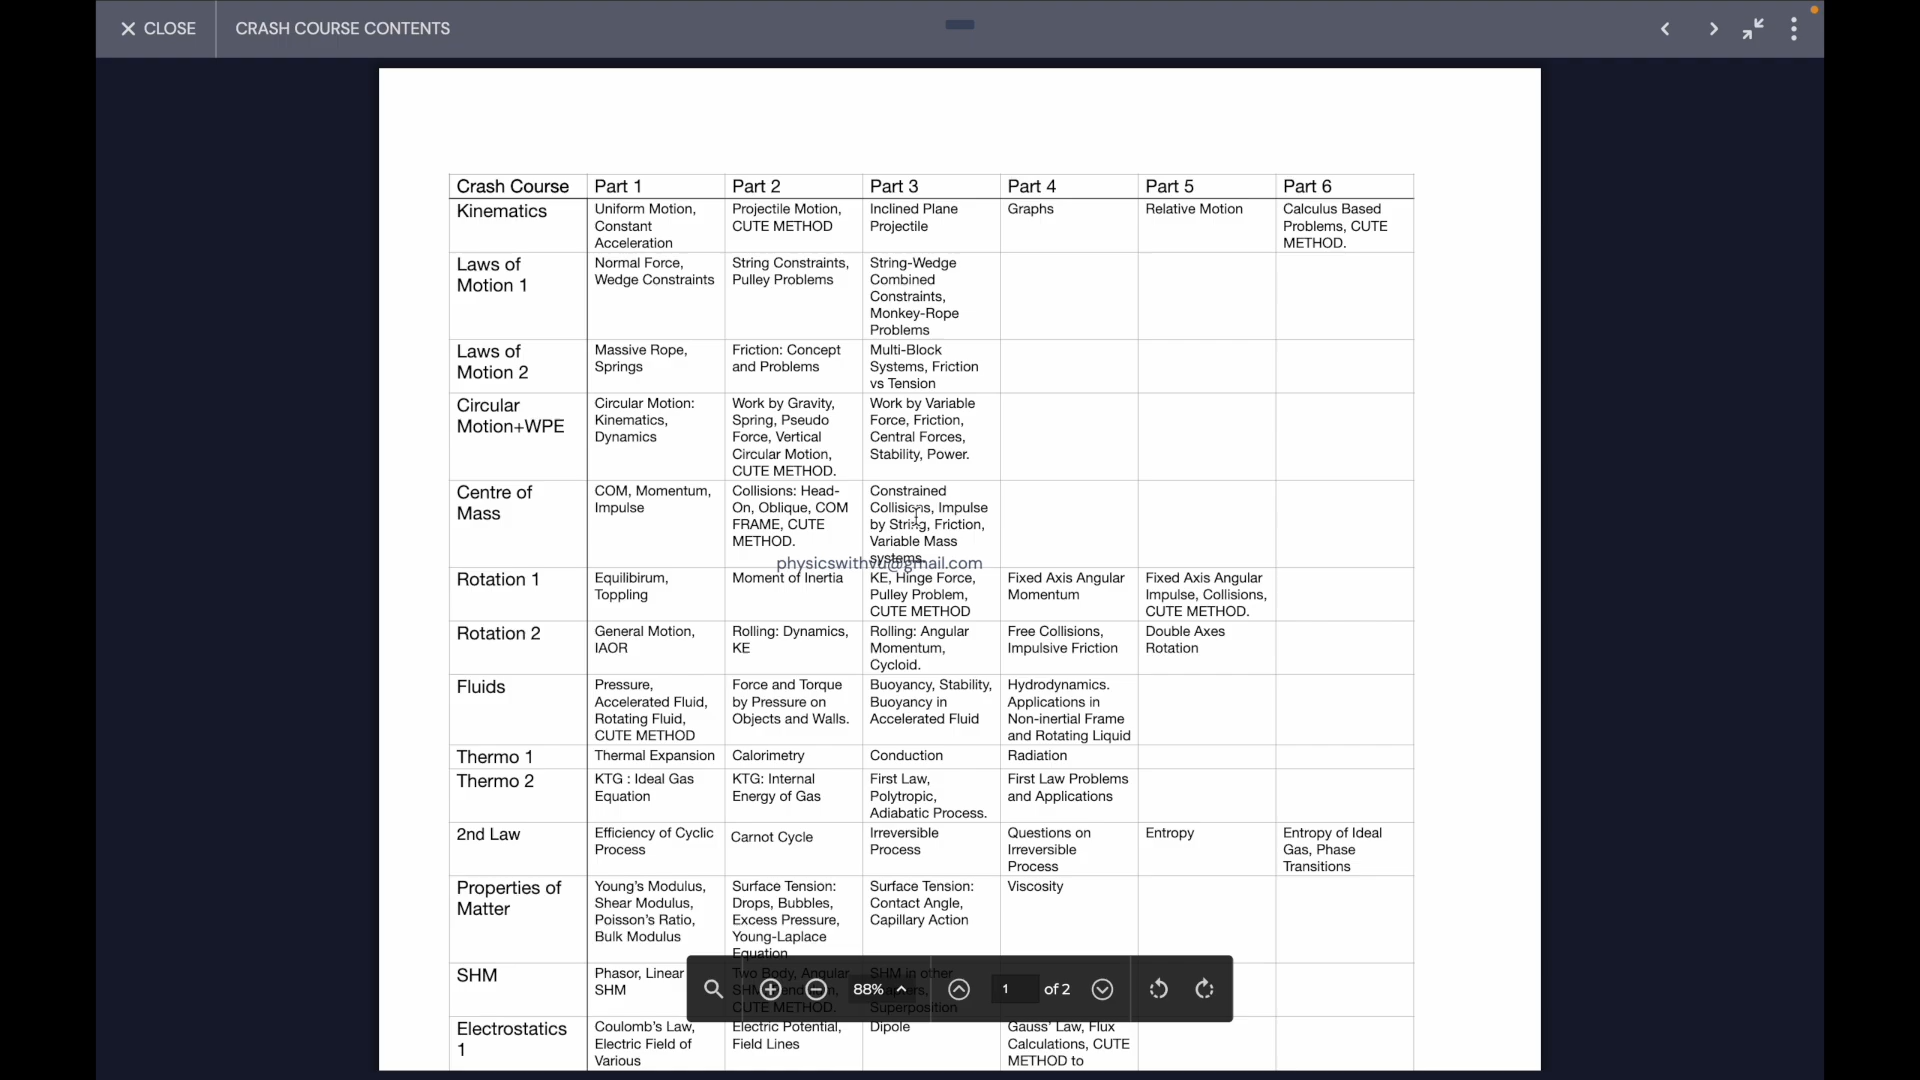 CLOSE
CRASH COURSE CONTENTS
Crash Course
Part 1
Part 2
Part 3
Part 4
Part 5
Part 6
Kinematics
Uniform Motion,
Constant
Acceleration
Projectile Motion,
CUTE METHOD
Inclined Plane
Projectile
Graphs
Relative Motion
Calculus Based
Problems, CUTE
METHOD.
Laws of
Motion 1
Normal Force,
Wedge Constraints
String Constraints,
Pulley Problems
String-Wedge
Combined
Constraints,
Monkey-Rope
Problems
Laws of
Motion 2
Massive Rope,
Springs
Friction: Concept
and Problems
Multi-Block
Systems, Friction
vs Tension
Circular
Motion+WPE
Circular Motion:
Kinematics,
Dynamics
Work by Gravity,
Spring, Pseudo
Force, Vertical
Circular Motion,
CUTE METHOD.
Work by Variable
Force, Friction,
Central Forces,
Stability, Power.
Centre of
Mass
COM, Momentum,
Impulse
Collisions: Head-
On, Oblique, COM
FRAME, CUTE
METHOD.
Constrained
Collisions, Impulse
by String, Friction,
Variable Mass
systems.
physicswithvu@gmail.com
Rotation 1
Equilibirum,
Toppling
Moment of Inertia
KE, Hinge Force,
Pulley Problem,
CUTE METHOD
Fixed Axis Angular
Momentum
Fixed Axis Angular
Impulse, Collisions,
CUTE METHOD.
Rotation 2
General Motion,
IAOR
Rolling: Dynamics,
KE
Rolling: Angular
Momentum,
Cycloid.
Free Collisions,
Impulsive Friction
Double Axes
Rotation
Fluids
Pressure,
Accelerated Fluid,
Rotating Fluid,
CUTE METHOD
Force and Torque
by Pressure on
Objects and Walls.
Buoyancy, Stability,
Buoyancy in
Accelerated Fluid
Hydrodynamics.
Applications in
Non-inertial Frame
and Rotating Liquid
Thermo 1
Thermal Expansion
Calorimetry
Conduction
Radiation
Thermo 2
KTG : Ideal Gas
Equation
KTG: Internal
Energy of Gas
First Law,
Polytropic,
Adiabatic Process.
First Law Problems
and Applications
2nd Law
Efficiency of Cyclic
Process
Carnot Cycle
Irreversible
Process
Questions on
Irreversible
Process
Entropy
Entropy of Ideal
Gas, Phase
Transitions
Properties of
Matter
Young's Modulus,
Shear Modulus,
Poisson's Ratio,
Bulk Modulus
Surface Tension:
Drops, Bubbles,
Excess Pressure,
Young-Laplace
Equation
Surface Tension:
Contact Angle,
Capillary Action
Viscosity
SHM
Phasor, Linear
SHM
Two Body, Angular
CUTE METHOD.
SHM in other
Superposition
88%
1
of 2
Electrostatics
1
Coulomb's Law,
Electric Field of
Various
Electric Potential,
Field Lines
Dipole
Gauss' Law, Flux
Calculations, CUTE
METHOD to